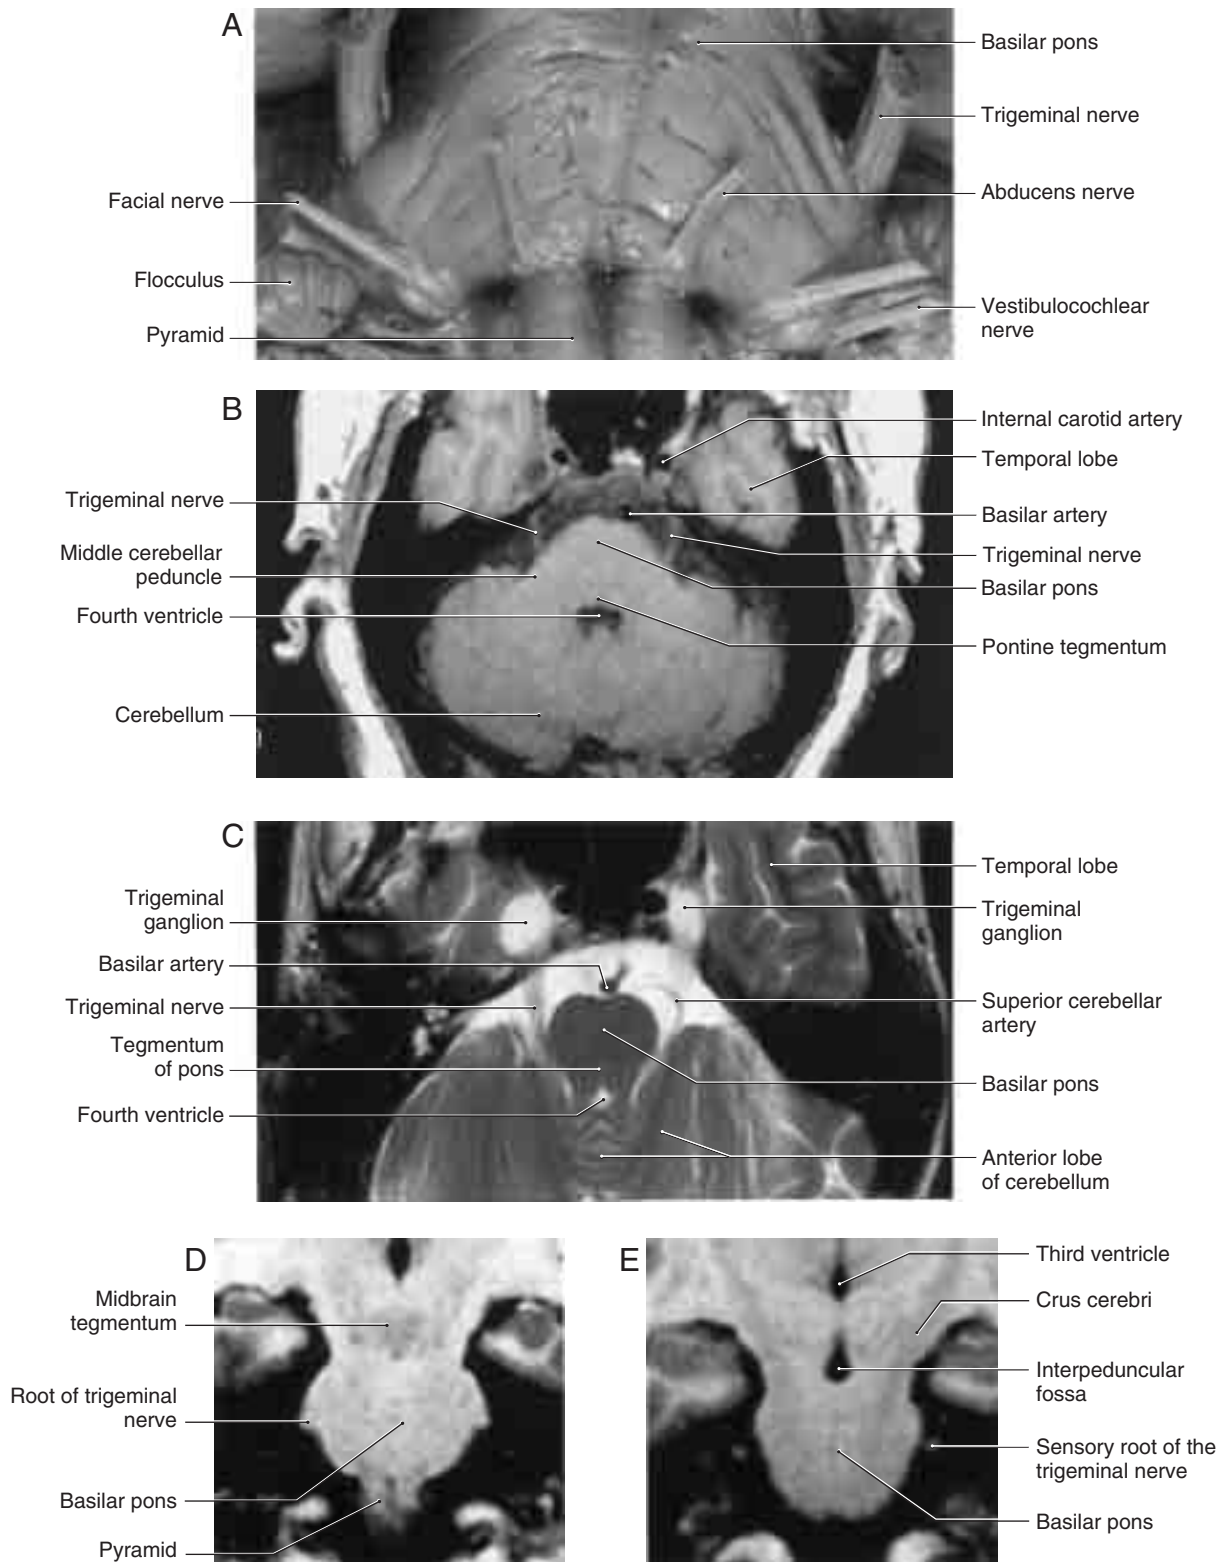 A
Basilar pons
Trigeminal nerve
Abducens nerve
Vestibulocochlear
nerve
Facial nerve
Flocculus
Pyramid
B
Internal carotid artery
Temporal lobe
Basilar artery
Trigeminal nerve
Basilar pons
Pontine tegmentum
Trigeminal nerve
Middle cerebellar
peduncle
Fourth ventricle
Cerebellum
C
Temporal lobe
Trigeminal
ganglion
Superior cerebellar
artery
Basilar pons
Anterior lobe
of cerebellum
Trigeminal
ganglion
Basilar artery
Trigeminal nerve
Tegmentum
of pons
Fourth ventricle
D
Midbrain
tegmentum
Root of trigeminal
nerve
Basilar pons
Pyramid
E
Third ventricle
Crus cerebri
Interpeduncular
fossa
Sensory root of the
trigeminal nerve
Basilar pons